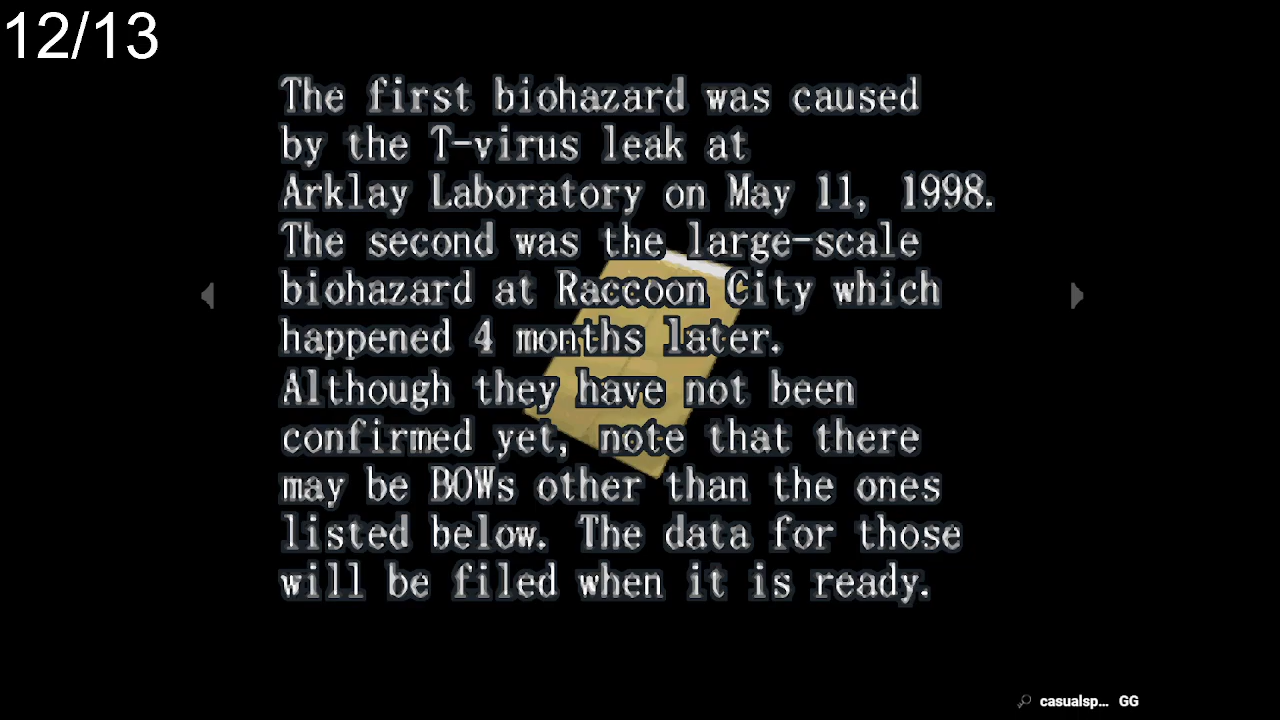 12/13
The first biohazard was caused
by the T-virus leak at
Arklay Laboratory on May 11, 1998.
The second was the large-scale
biohazard at Raccoon City which
happened 4 months later.
Although they have not been
confirmed yet, note that there
may be BOWs other than the ones
listed below. The data for those
will be filed when it is ready.
casualsp... GG